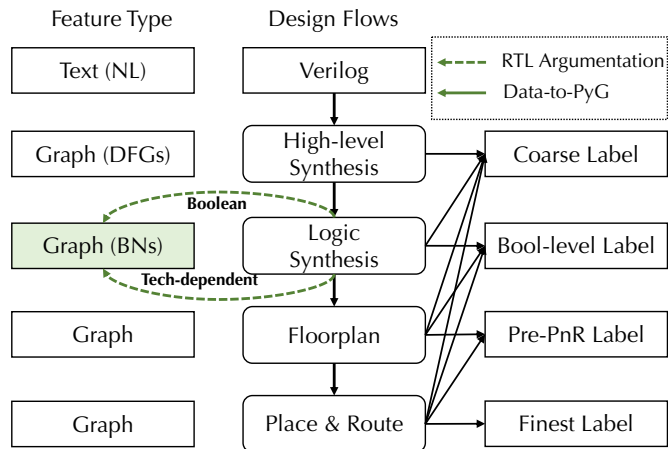 Feature Type
Design Flows
Text (NL)
Verilog
RTL Argumentation
Data-to-PyG
Graph (DFGs)
High-level
Synthesis
Coarse Label
Boolean
Graph (BNs)
Logic
Synthesis
Bool-level Label
Tech-dependent
Graph
Floorplan
Pre-PnR Label
Graph
Place & Route
Finest Label